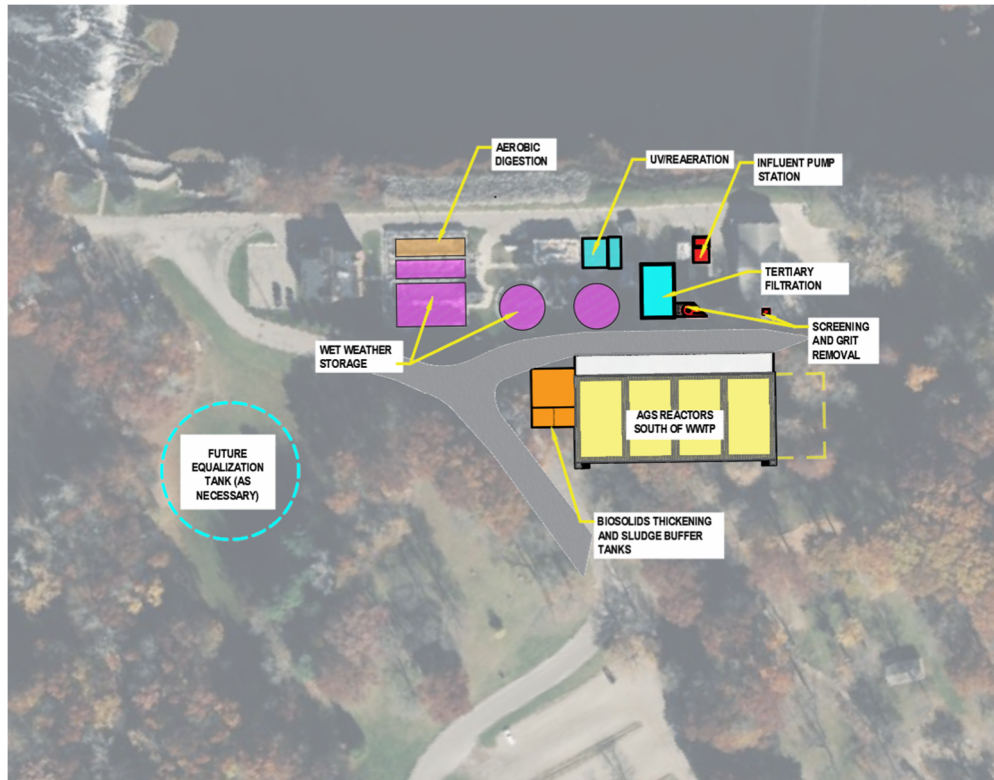 AEROBIC
DIGESTION
UV/REAERATION
INFLUENT PUMP
STATION
TERTIARY
FILTRATION
SCREENING
AND GRIT
REMOVAL
WET WEATHER
STORAGE
AGS REACTORS
SOUTH OF WWTP
FUTURE
EQUALIZATION
TANK (AS
NECESSARY)
BIOSOLIDS THICKENING
AND SLUDGE BUFFER
TANKS